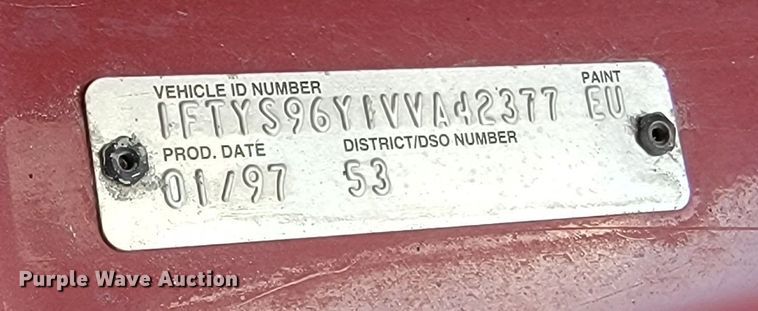 VEHICLE ID NUMBER PAINT
1FTYS96Y1VVA42377 EU
PROD. DATE DISTRICT/DSO NUMBER
01/97 53
Purple Wave Auction